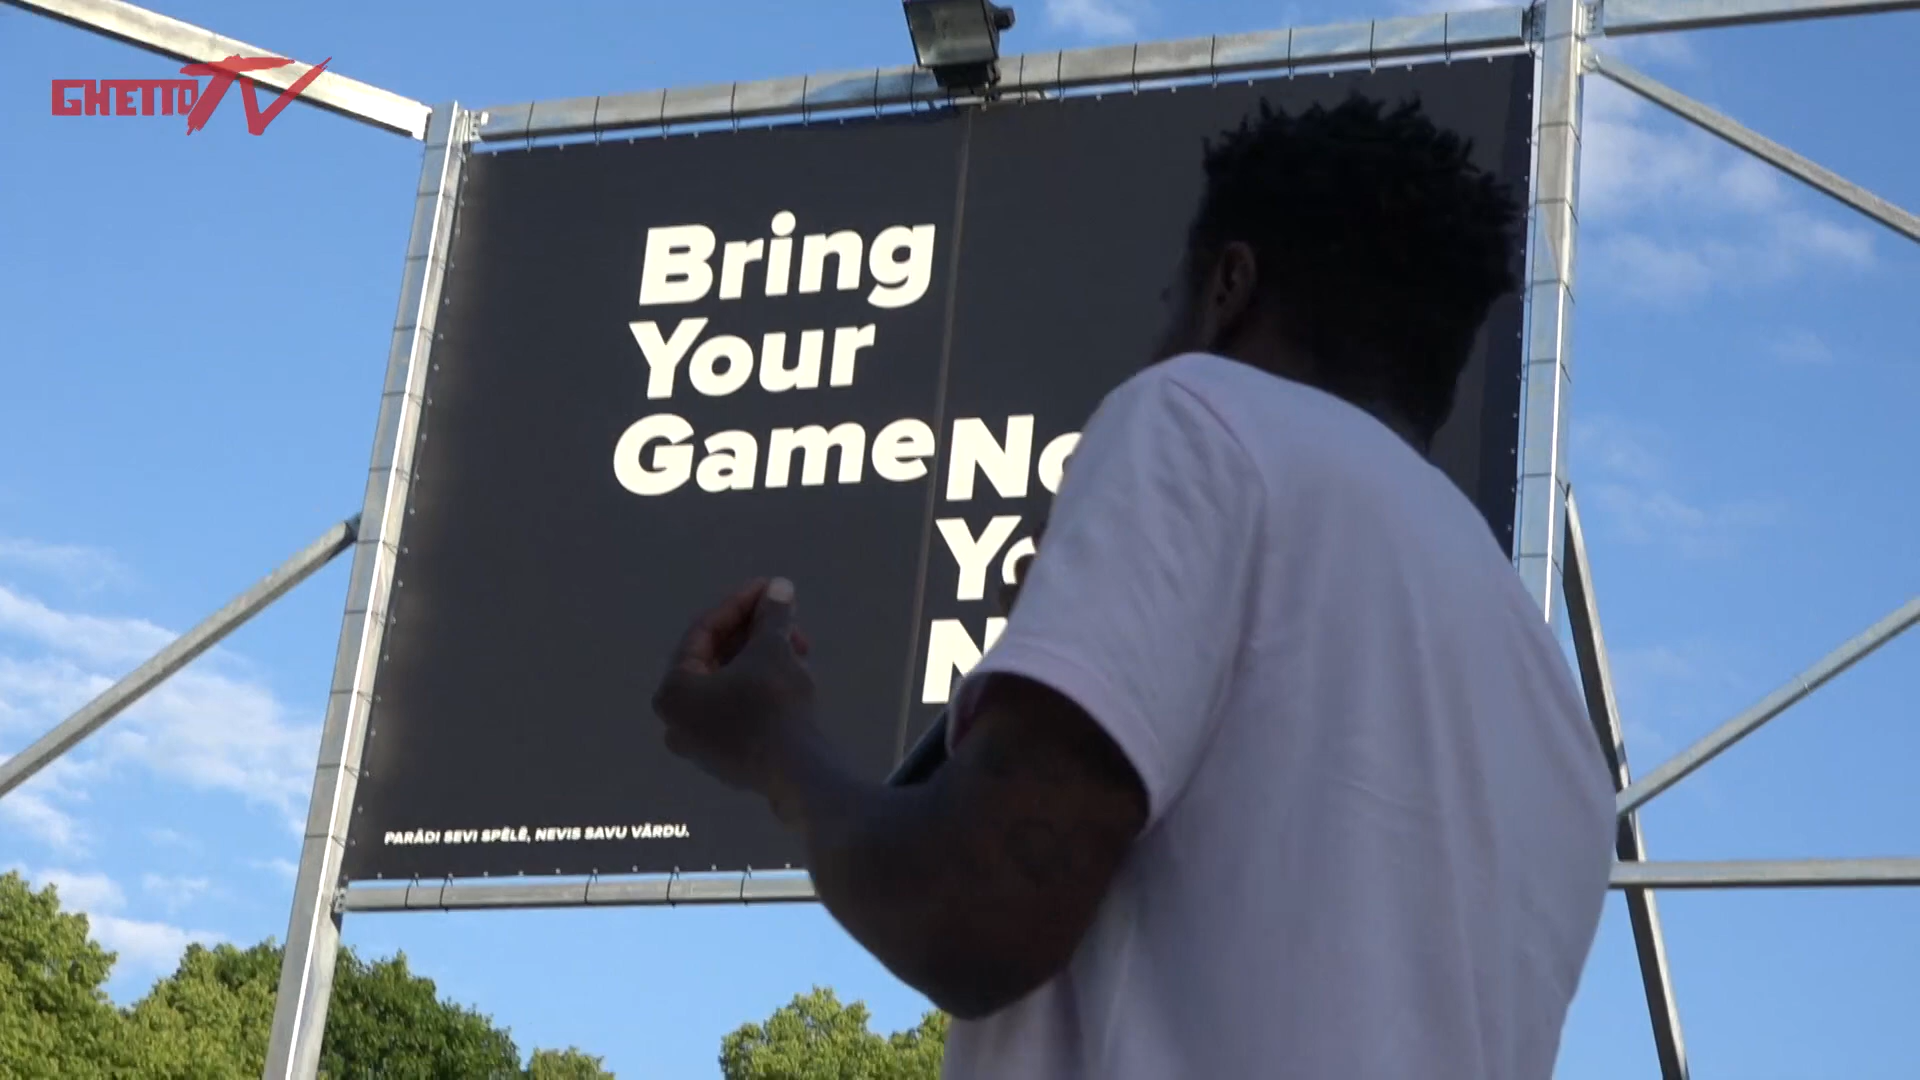 GHETTO TV
Bring
Your
Game
PARĀDI SEVI SPĒLĒ, NEVIS SAVU VĀRDU.